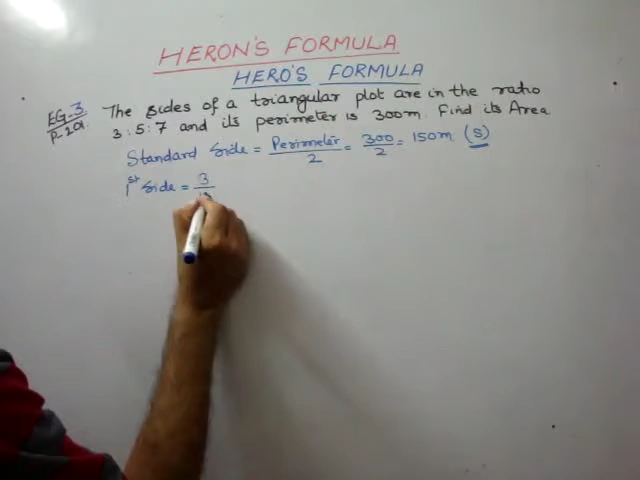 HERON'S FORMULA
HERO'S FORMULA
EG-3 The sides of a triangular plot are in the ratio
P-201. 3:5:7 and its perimeter is 300m. Find its Area
Standard Side = Perimeter/2 = 300/2 = 150m (S)
1st Side = 3